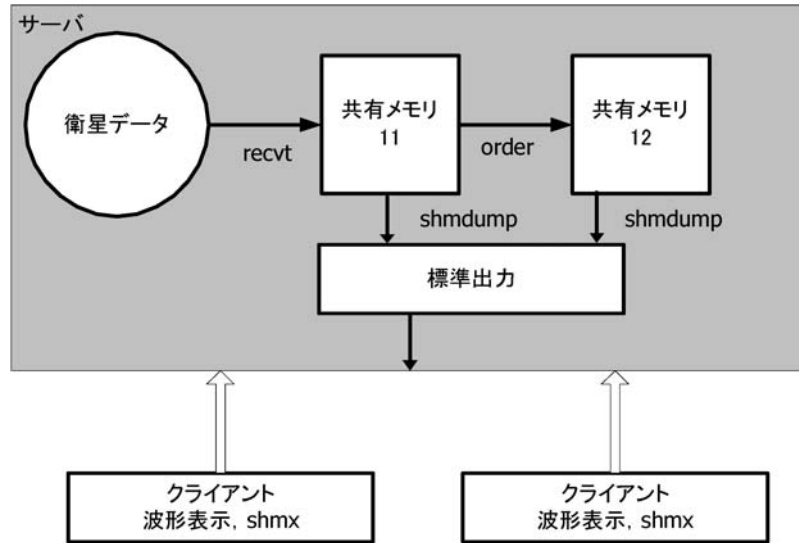 サーバ
衛星データ
recvt
共有メモリ
11
order
共有メモリ
12
shmdump
shmdump
標準出力
クライアント
波形表示, shmx
クライアント
波形表示, shmx